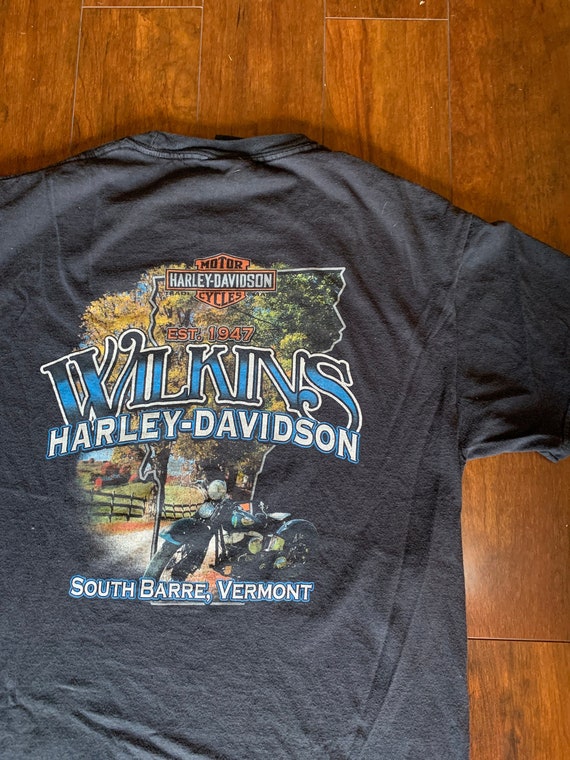 MOTOR
HARLEY-DAVIDSON
CYCLES
EST. 1947
WILKINS
HARLEY-DAVIDSON
SOUTH BARRE, VERMONT